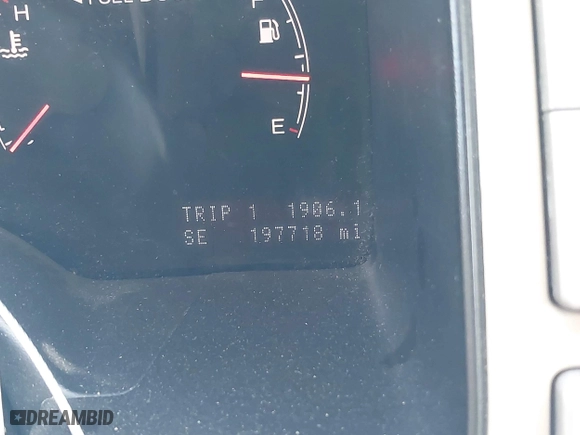 H
F
E
TRIP 1 1906.1
SE 197718 mi
DREAMBID